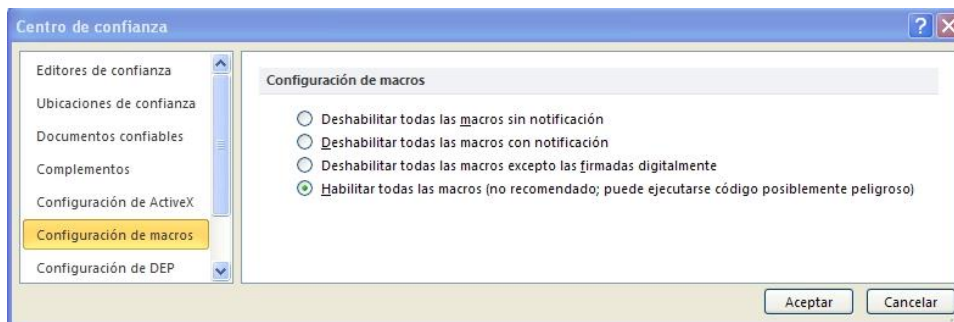 Centro de confianza
Editores de confianza
Ubicaciones de confianza
Documentos confiables
Complementos
Configuración de ActiveX
Configuración de macros
Configuración de DEP
Configuración de macros
Deshabilitar todas las macros sin notificación
Deshabilitar todas las macros con notificación
Deshabilitar todas las macros excepto las firmadas digitalmente
Habilitar todas las macros (no recomendado; puede ejecutarse código posiblemente peligroso)
Aceptar
Cancelar